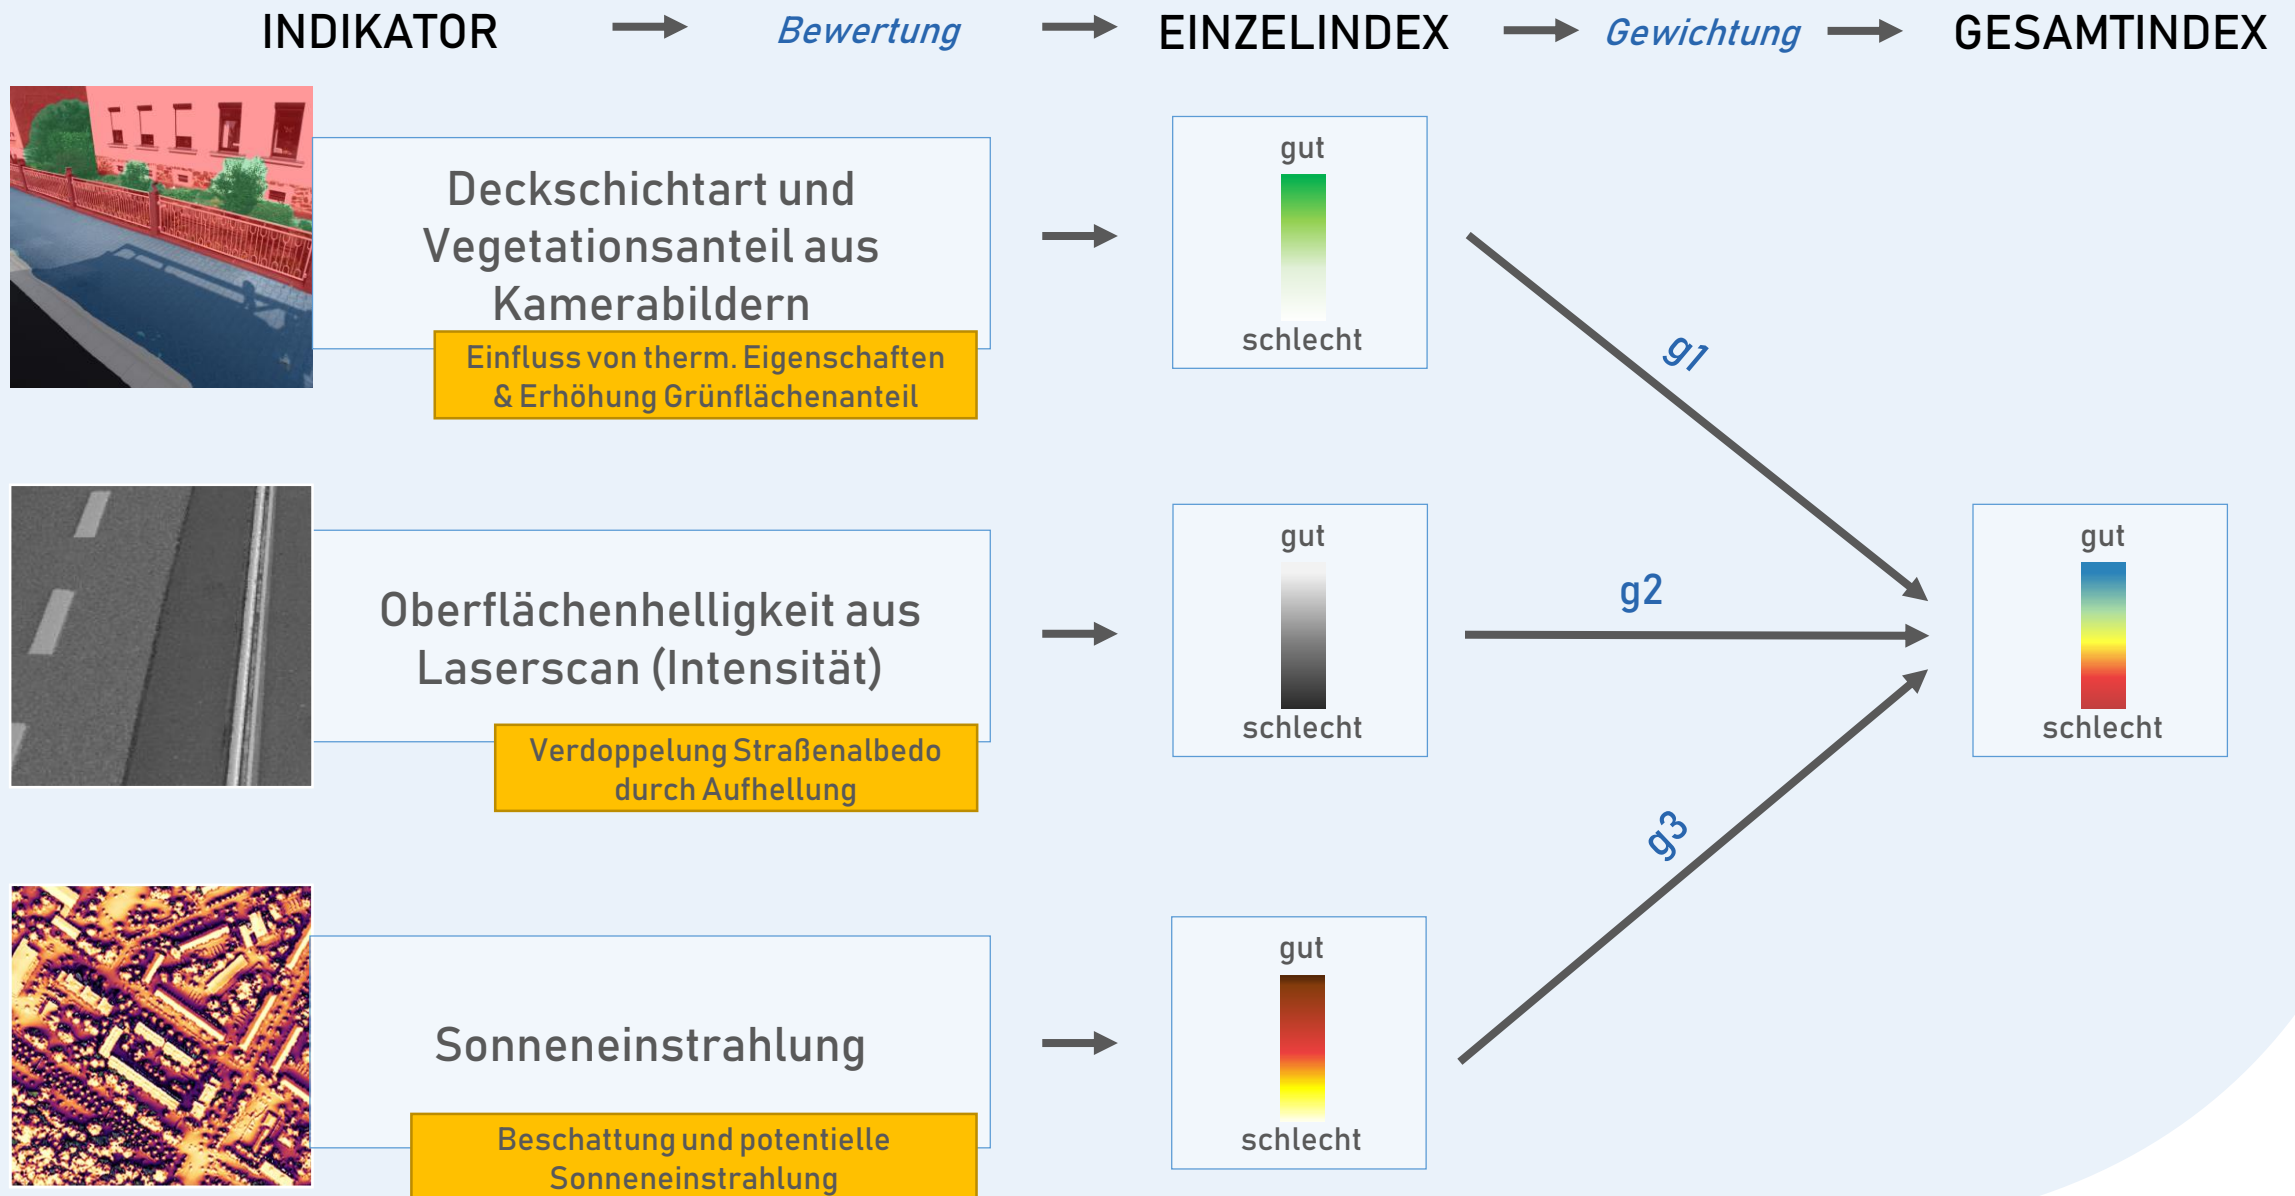 INDIKATOR
Bewertung
EINZELINDEX
Gewichtung
GESAMTINDEX
Deckschichtart und
Vegetationsanteil aus
Kamerabildern
Einfluss von therm. Eigenschaften
& Erhöhung Grünflächenanteil
gut
schlecht
g1
Oberflächenhelligkeit aus
Laserscan (Intensität)
Verdoppelung Straßenalbedo
durch Aufhellung
gut
schlecht
g2
gut
schlecht
Sonneneinstrahlung
Beschattung und potentielle
Sonneneinstrahlung
gut
schlecht
g3